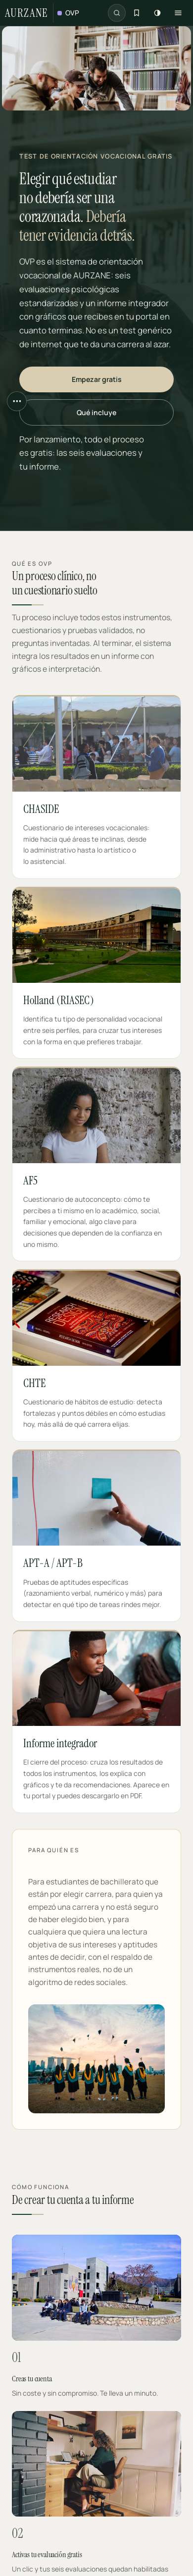 AURZANE
OVP
TEST DE ORIENTACIÓN VOCACIONAL GRATIS
Elegir qué estudiar
no debería ser una
corazonada. Debería
tener evidencia detrás.
OVP es el sistema de orientación
vocacional de AURZANE: seis
evaluaciones psicológicas
estandarizadas y un informe integrador
con gráficos que recibes en tu portal en
cuanto terminas. No es un test genérico
de internet que te da una carrera al azar.
Empezar gratis
Qué incluye
Por lanzamiento, todo el proceso
es gratis: las seis evaluaciones y
tu informe.
QUÉ ES OVP
Un proceso clínico, no
un cuestionario suelto
Tu proceso incluye todos estos instrumentos,
cuestionarios y pruebas validados, no
preguntas inventadas. Al terminar, el sistema
integra los resultados en un informe con
gráficos e interpretación.
CHASIDE
Cuestionario de intereses vocacionales:
mide hacia qué áreas te inclinas, desde
lo administrativo hasta lo artístico o
lo asistencial.
Holland (RIASEC)
Identifica tu tipo de personalidad vocacional
entre seis perfiles, para cruzar tus intereses
con la forma en que prefieres trabajar.
AF5
Cuestionario de autoconcepto: cómo te
percibes a ti mismo en lo académico, social,
familiar y emocional, algo clave para
decisiones que dependen de la confianza en
uno mismo.
CHTE
Cuestionario de hábitos de estudio: detecta
fortalezas y puntos débiles en cómo estudias
hoy, más allá de qué carrera elijas.
APT-A / APT-B
Pruebas de aptitudes específicas
(razonamiento verbal, numérico y más) para
detectar en qué tipo de tareas rindes mejor.
Informe integrador
El cierre del proceso: cruza los resultados de
todos los instrumentos, los explica con
gráficos y te da recomendaciones. Aparece en
tu portal y puedes descargarlo en PDF.
PARA QUIÉN ES
Para estudiantes de bachillerato que
están por elegir carrera, para quien ya
empezó una carrera y no está seguro
de haber elegido bien, y para
cualquiera que quiera una lectura
objetiva de sus intereses y aptitudes
antes de decidir, con el respaldo de
instrumentos reales, no de un
algoritmo de redes sociales.
CÓMO FUNCIONA
De crear tu cuenta a tu informe
01
Creas tu cuenta
Sin coste y sin compromiso. Te lleva un minuto.
02
Activas tu evaluación gratis
Un clic y tus seis evaluaciones quedan habilitadas